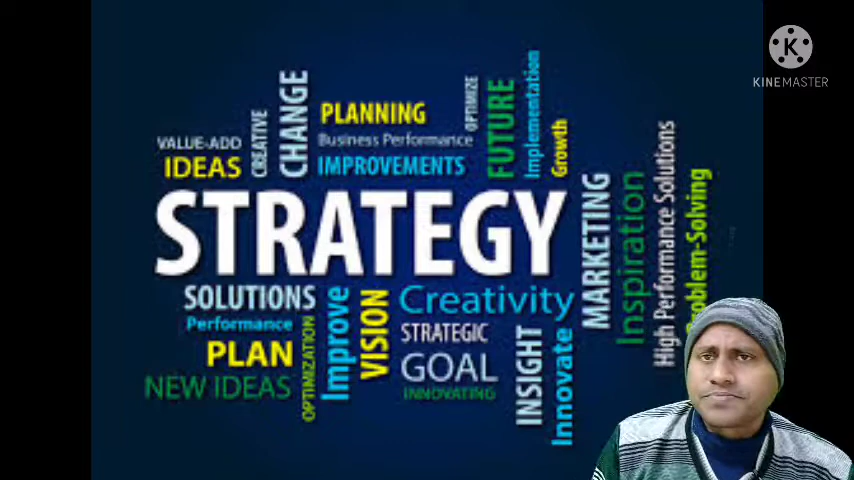 K
KINEMASTER
VALUE-ADD
IDEAS
CREATIVE
CHANGE
PLANNING
Business Performance
IMPROVEMENTS
OPTIMIZE
FUTURE
Implementation
Growth
STRATEGY
MARKETING
Inspiration
High Performance Solutions
Problem-Solving
SOLUTIONS
Performance
PLAN
NEW IDEAS
OPTIMIZATION
Improve
VISION
Creativity
STRATEGIC
GOAL
INNOVATING
INSIGHT
Innovate